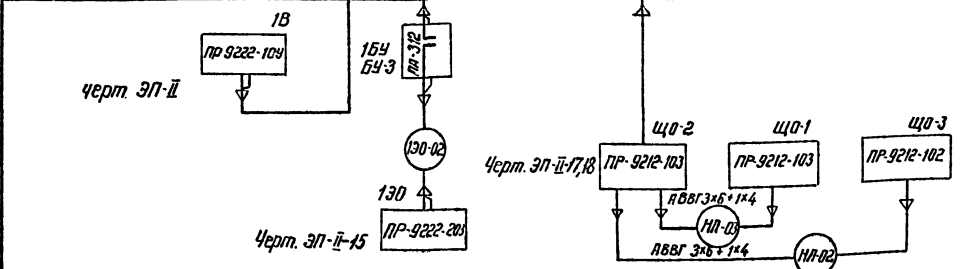 1В
ПР 9222-10У
Черт. ЭП-II
1БУ
БУ-3
ПА-312
1ЭО-02
1ЭО
ПР-9222-203
Черт. ЭП-II-15
ЩО-2
ЩО-1
ЩО-3
Черт. ЭП-II-17,18
ПР-9212-103
ПР-9212-103
ПР-9212-102
АВВГ 3×6+1×4
НЛ-03
АВВГ 3×6+1×4
НЛ-02